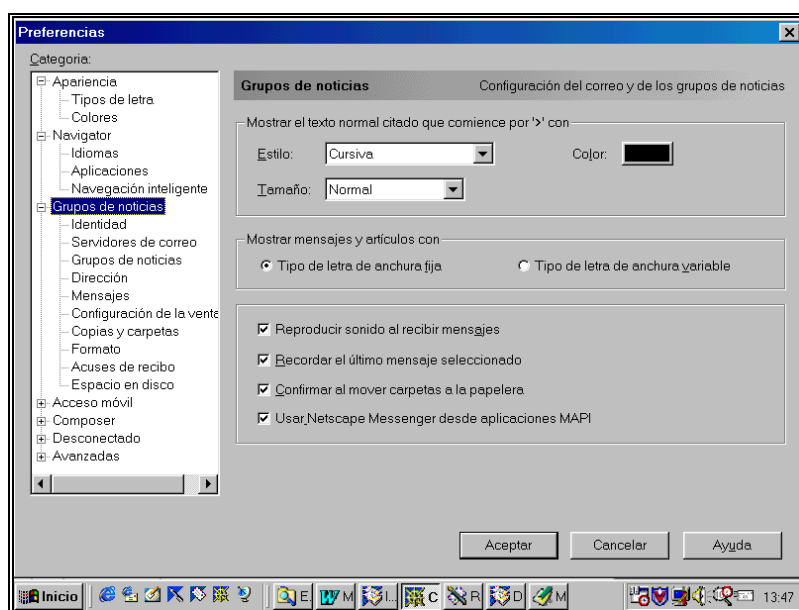 Preferencias
Categoria:
Apariencia
Tipos de letra
Colores
Navigator
Idiomas
Aplicaciones
Navegación inteligente
Grupos de noticias
Identidad
Servidores de correo
Grupos de noticias
Dirección
Mensajes
Configuración de la venta
Copias y carpetas
Formato
Acuses de recibo
Espacio en disco
Acceso móvil
Composer
Desconectado
Avanzadas
Grupos de noticias Configuración del correo y de los grupos de noticias
Mostrar el texto normal citado que comience por '>' con
Estilo: Cursiva Color:
Tamaño: Normal
Mostrar mensajes y artículos con
Tipo de letra de anchura fija Tipo de letra de anchura variable
Reproducir sonido al recibir mensajes
Recordar el último mensaje seleccionado
Confirmar al mover carpetas a la papelera
Usar Netscape Messenger desde aplicaciones MAPI
Aceptar Cancelar Ayuda
Inicio E. M I... C R D M 13:47